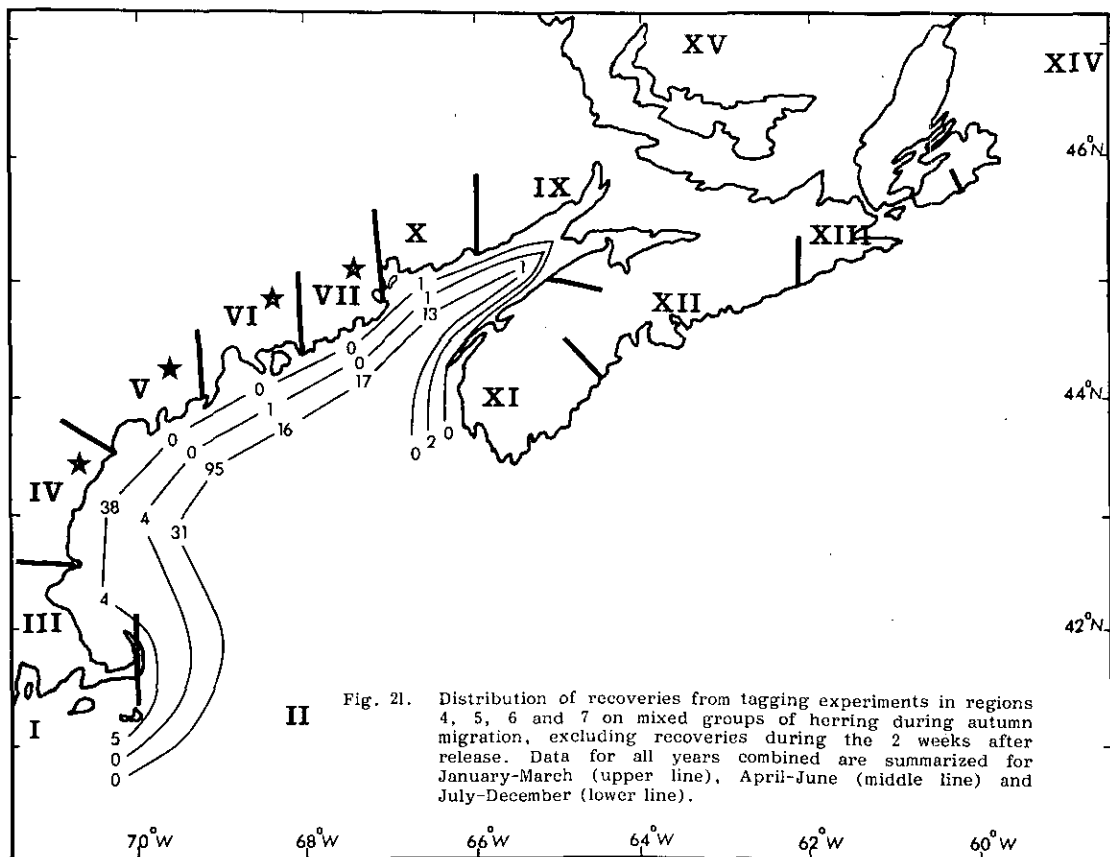 XV
XIV
46°N
IX
X
XIII
VII
XII
VI
1
1
1
13
V
0
0
17
XI
44°N
0
1
16
0
2
0
0
0
95
IV
38
4
31
4
III
42°N
I
II
5
0
0
Fig. 21. Distribution of recoveries from tagging experiments in regions
4, 5, 6 and 7 on mixed groups of herring during autumn
migration, excluding recoveries during the 2 weeks after
release. Data for all years combined are summarized for
January-March (upper line), April-June (middle line) and
July-December (lower line).
70°W
68°W
66°W
64°W
62°W
60°W